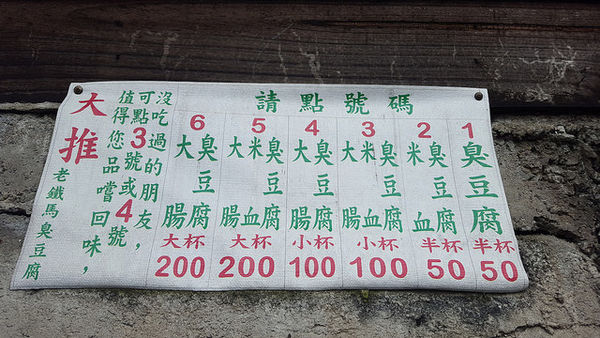 請點號碼
1
臭豆腐
半杯
50
2
臭豆腐
米血
半杯
50
3
臭豆腐
米血
大腸
小杯
100
4
臭豆腐
大腸
小杯
100
5
臭豆腐
米血
大腸
大杯
200
6
臭豆腐
大腸
大杯
200
沒吃過的朋友，
可點3號或4號
值得您品嚐回味，
大推
老鐵馬臭豆腐